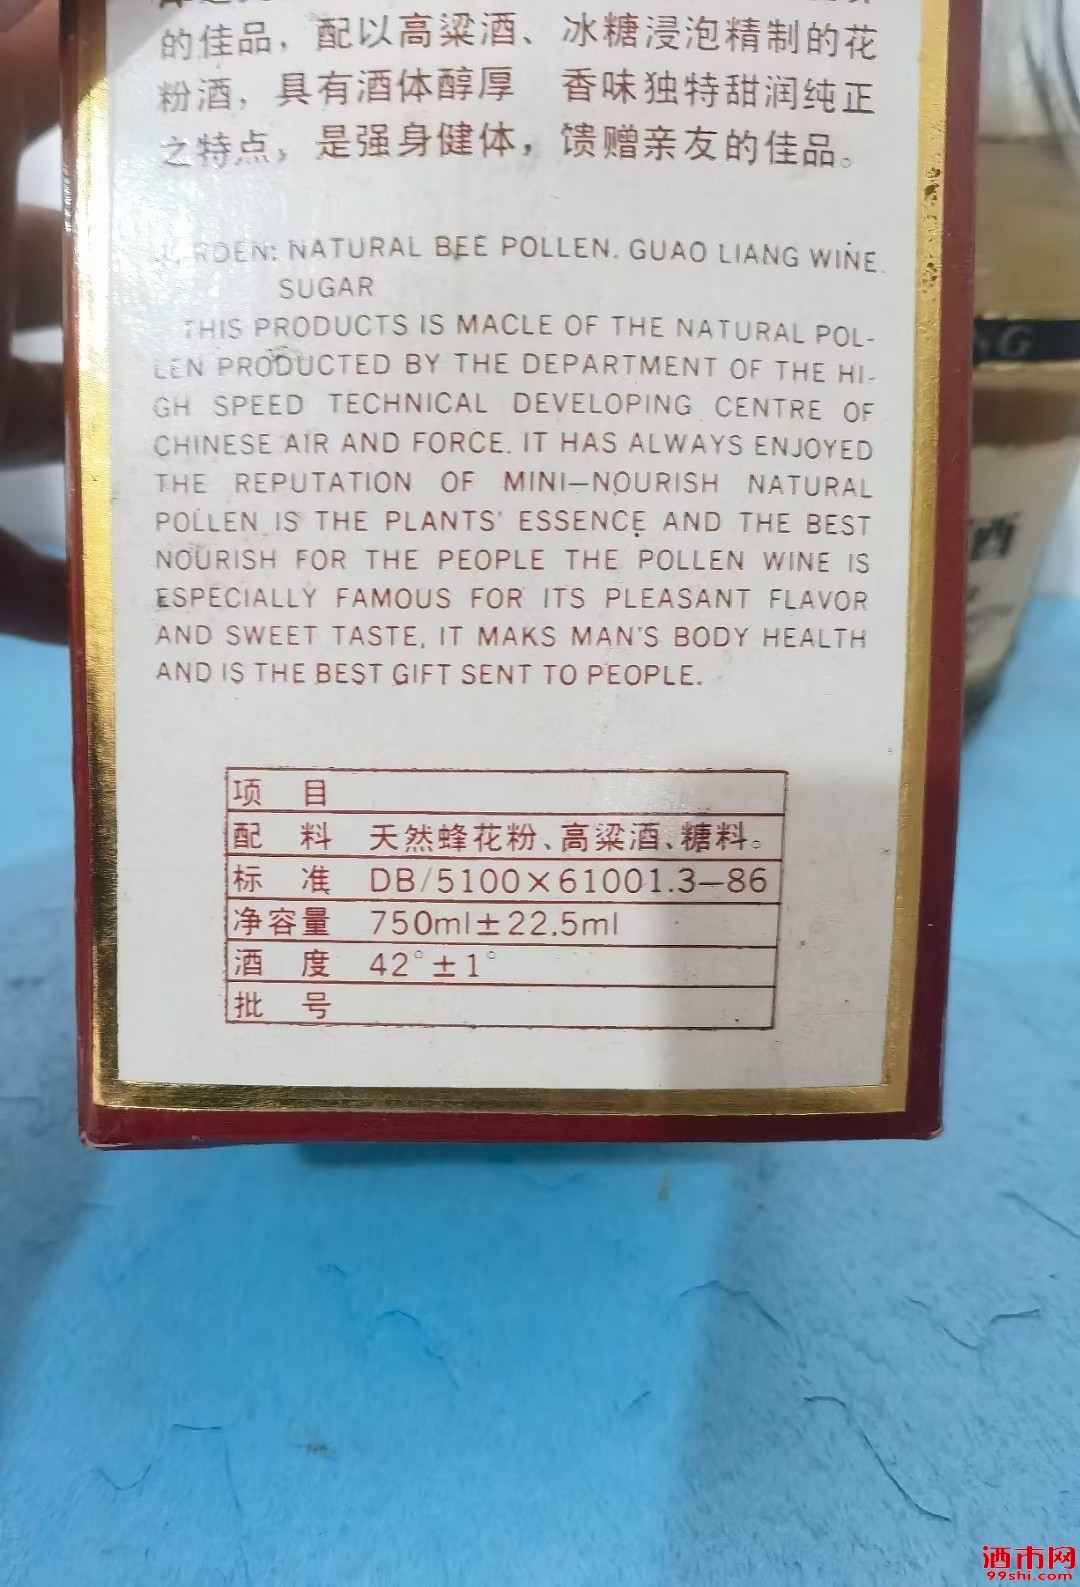 的佳品，配以高粱酒、冰糖浸泡精制的花
粉酒，具有酒体醇厚 香味独特甜润纯正
之特点，是强身健体，馈赠亲友的佳品。
RDEN: NATURAL BEE POLLEN. GUAO LIANG WINE.
SUGAR
THIS PRODUCTS IS MACLE OF THE NATURAL POL-
LEN PRODUCTED BY THE DEPARTMENT OF THE HI-
GH SPEED TECHNICAL DEVELOPING CENTRE OF
CHINESE AIR AND FORCE. IT HAS ALWAYS ENJOYED
THE REPUTATION OF MINI—NOURISH NATURAL
POLLEN IS THE PLANTS' ESSENCE AND THE BEST
NOURISH FOR THE PEOPLE THE POLLEN WINE IS
ESPECIALLY FAMOUS FOR ITS PLEASANT FLAVOR
AND SWEET TASTE, IT MAKS MAN'S BODY HEALTH
AND IS THE BEST GIFT SENT TO PEOPLE.
项 目
配 料 天然蜂花粉、高粱酒、糖料。
标 准 DB/5100×61001.3—86
净容量 750ml±22.5ml
酒 度 42°±1°
批 号
NG
酒
酒市网
99shi.com